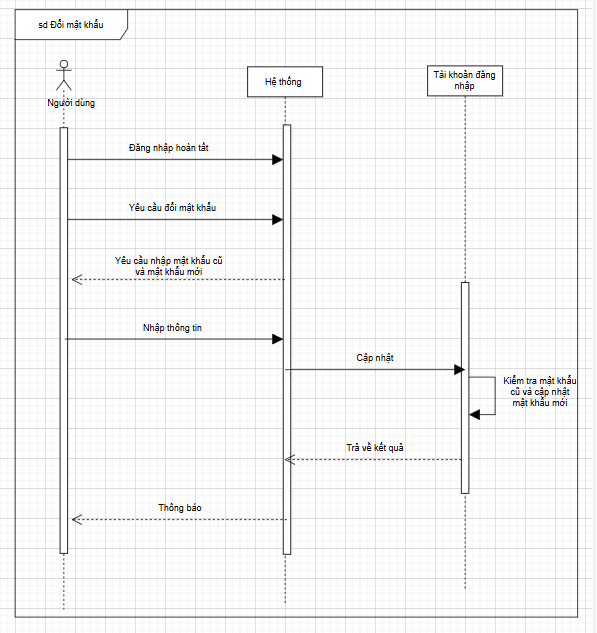 sd Đổi mật khẩu
Người dùng
Hệ thống
Tài khoản đăng
nhập
Đăng nhập hoàn tất
Yêu cầu đổi mật khẩu
Yêu cầu nhập mật khẩu cũ
và mật khẩu mới
Nhập thông tin
Cập nhật
Kiểm tra mật khẩu
cũ và cập nhật
mật khẩu mới
Trả về kết quả
Thông báo